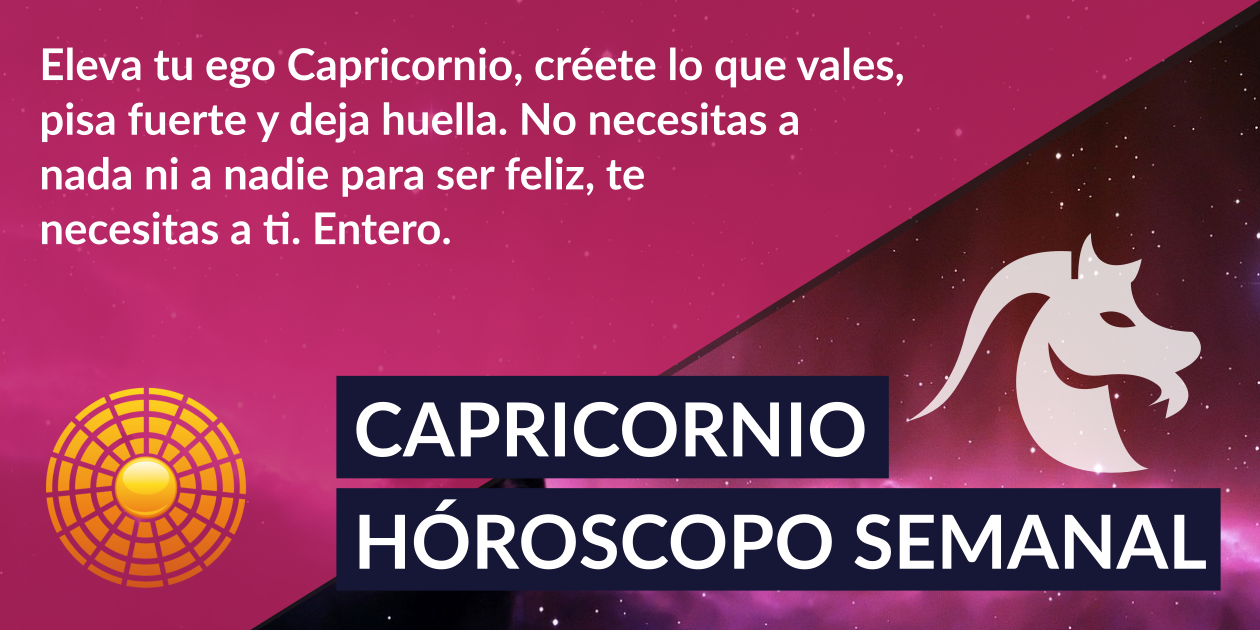 Eleva tu ego Capricornio, créete lo que vales,
pisa fuerte y deja huella. No necesitas a
nada ni a nadie para ser feliz, te
necesitas a ti. Entero.
CAPRICORNIO
HÓROSCOPO SEMANAL